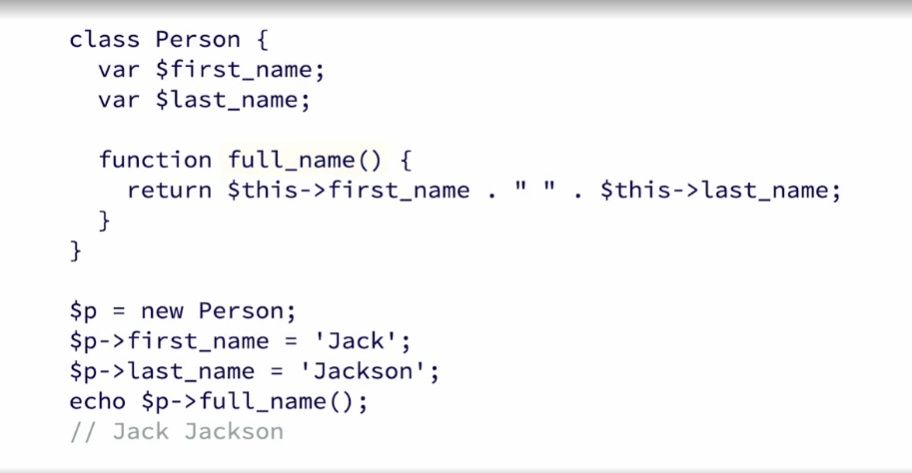 class Person {
  var $first_name;
  var $last_name;

  function full_name() {
    return $this->first_name . " " . $this->last_name;
  }
}

$p = new Person;
$p->first_name = 'Jack';
$p->last_name = 'Jackson';
echo $p->full_name();
// Jack Jackson